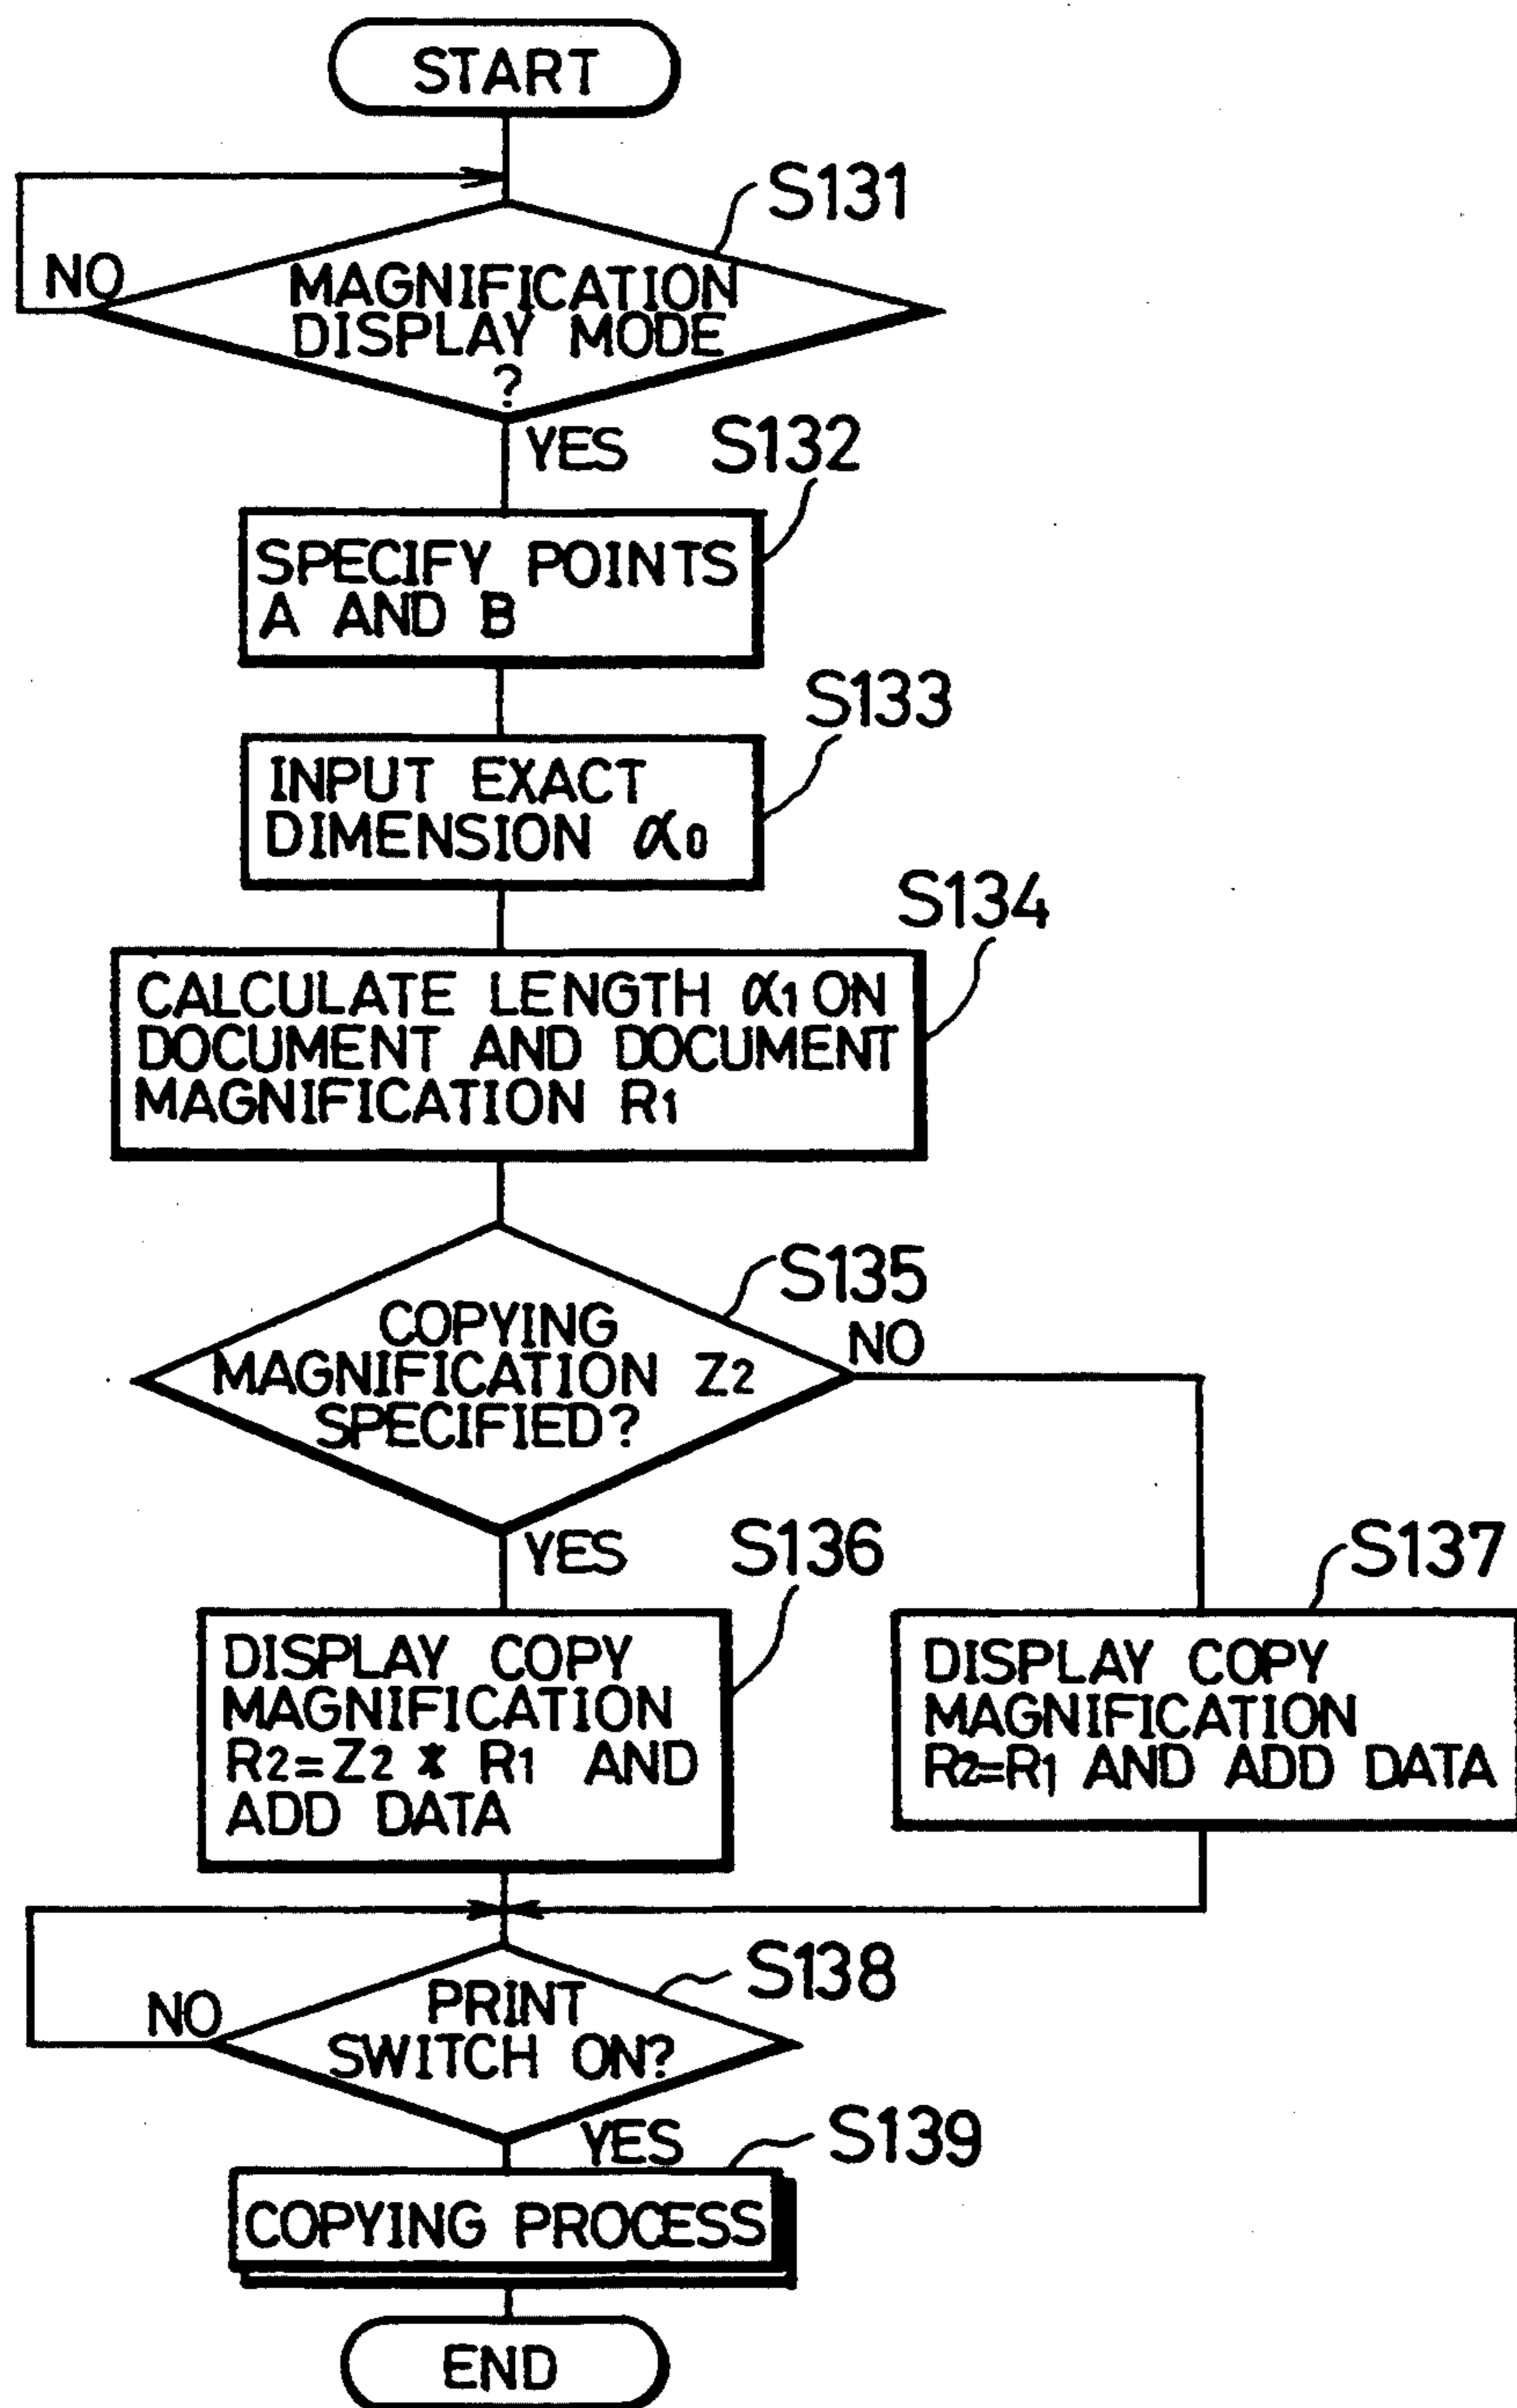 START
S131
NO
MAGNIFICATION
DISPLAY MODE
?
YES
S132
SPECIFY POINTS
A AND B
S133
INPUT EXACT
DIMENSION α0
S134
CALCULATE LENGTH α1 ON
DOCUMENT AND DOCUMENT
MAGNIFICATION R1
S135
COPYING
MAGNIFICATION Z2
SPECIFIED?
NO
YES
S136
S137
DISPLAY COPY
MAGNIFICATION
R2=Z2 * R1 AND
ADD DATA
DISPLAY COPY
MAGNIFICATION
R2=R1 AND ADD DATA
S138
NO
PRINT
SWITCH ON?
YES
S139
COPYING PROCESS
END